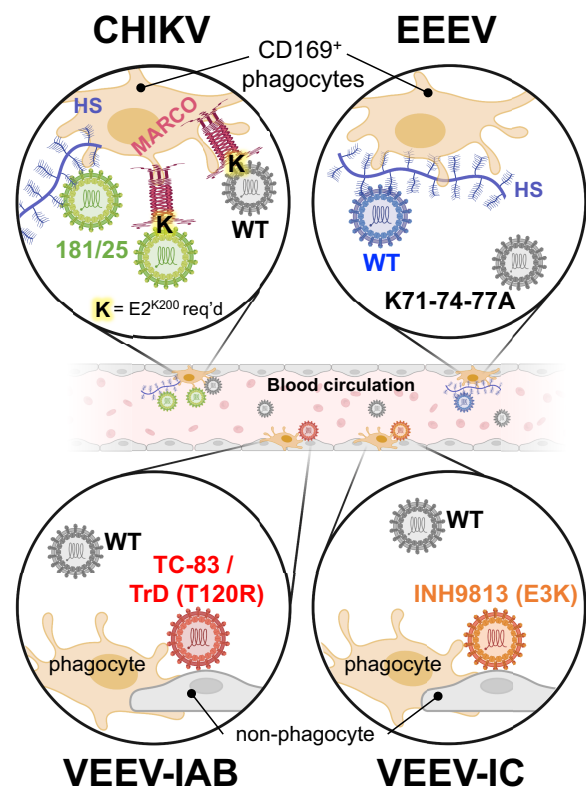 CHIKV
EEEV
CD169⁺
phagocytes
HS
MARCO
K
K
WT
181/25
K = E2ᴷ²⁰⁰ req'd
HS
WT
K71-74-77A
Blood circulation
WT
TC-83 /
TrD (T120R)
phagocyte
WT
INH9813 (E3K)
phagocyte
non-phagocyte
VEEV-IAB
VEEV-IC